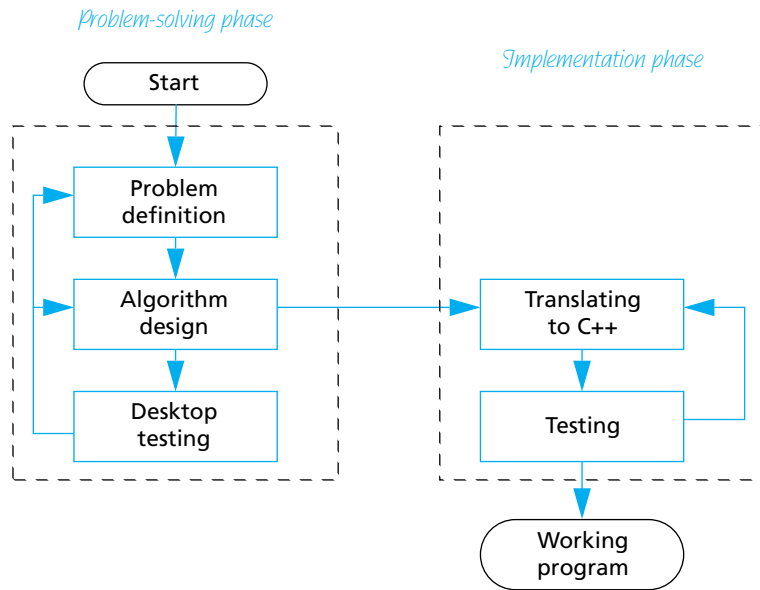 Problem-solving phase
Start
Problem
definition
Algorithm
design
Desktop
testing
Implementation phase
Translating
to C++
Testing
Working
program